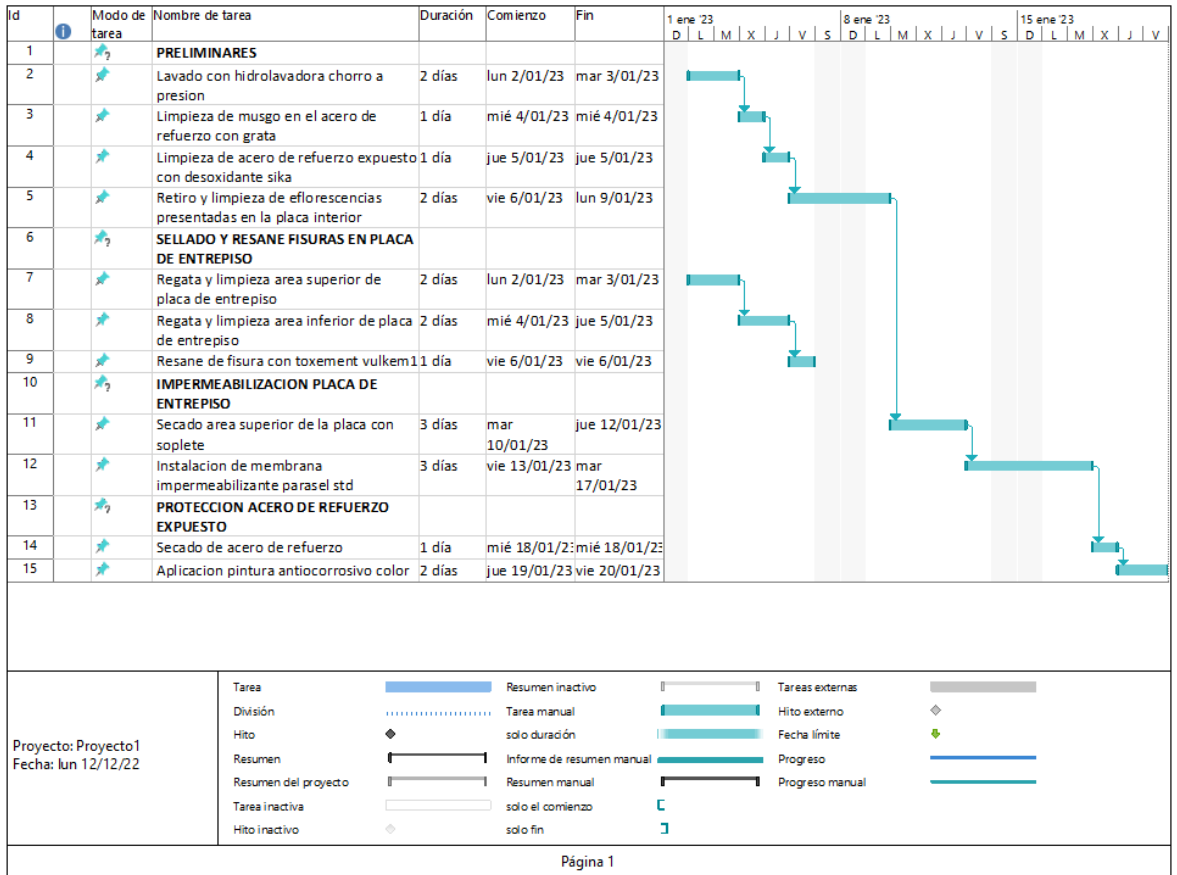 Id Modo de tarea Nombre de tarea Duración Comienzo Fin
1 ene '23 8 ene '23 15 ene '23
D L M X J V S D L M X J V S D L M X J V
1 PRELIMINARES
2 Lavado con hidrolavadora chorro a 2 días lun 2/01/23 mar 3/01/23
presion
3 Limpieza de musgo en el acero de 1 día mié 4/01/23 mié 4/01/23
refuerzo con grata
4 Limpieza de acero de refuerzo expuesto 1 día jue 5/01/23 jue 5/01/23
con desoxidante sika
5 Retiro y limpieza de eflorescencias 2 días vie 6/01/23 lun 9/01/23
presentadas en la placa interior
6 SELLADO Y RESANE FISURAS EN PLACA
DE ENTREPISO
7 Regata y limpieza area superior de 2 días lun 2/01/23 mar 3/01/23
placa de entrepiso
8 Regata y limpieza area inferior de placa 2 días mié 4/01/23 jue 5/01/23
de entrepiso
9 Resane de fisura con toxement vulkem1 1 día vie 6/01/23 vie 6/01/23
10 IMPERMEABILIZACION PLACA DE
ENTREPISO
11 Secado area superior de la placa con 3 días mar jue 12/01/23
soplete 10/01/23
12 Instalacion de membrana 3 días vie 13/01/23 mar
impermeabilizante parasel std 17/01/23
13 PROTECCION ACERO DE REFUERZO
EXPUESTO
14 Secado de acero de refuerzo 1 día mié 18/01/23 mié 18/01/23
15 Aplicacion pintura antiocorrosivo color 2 días jue 19/01/23 vie 20/01/23
Proyecto: Proyecto1
Fecha: lun 12/12/22
Tarea Resumen inactivo Tareas externas
División Tarea manual Hito externo
Hito solo duración Fecha límite
Resumen Informe de resumen manual Progreso
Resumen del proyecto Resumen manual Progreso manual
Tarea inactiva solo el comienzo
Hito inactivo solo fin
Página 1